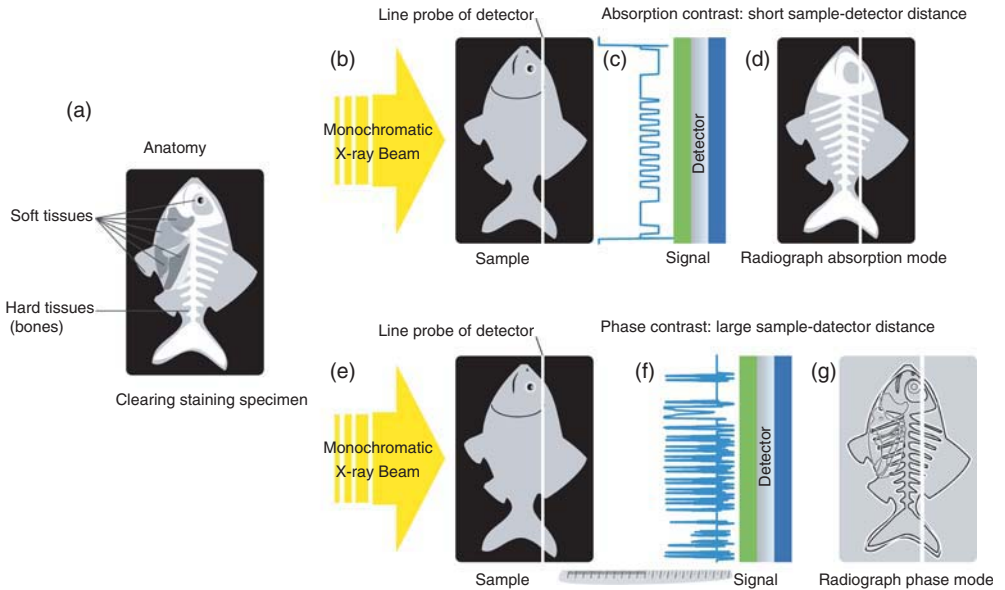 (a)
Anatomy
Soft tissues
Hard tissues
(bones)
Clearing staining specimen
Line probe of detector
Absorption contrast: short sample-detector distance
(b)
Monochromatic
X-ray Beam
Sample
(c)
Detector
Signal
(d)
Radiograph absorption mode
Line probe of detector
Phase contrast: large sample-datector distance
(e)
Monochromatic
X-ray Beam
Sample
(f)
Detector
Signal
(g)
Radiograph phase mode